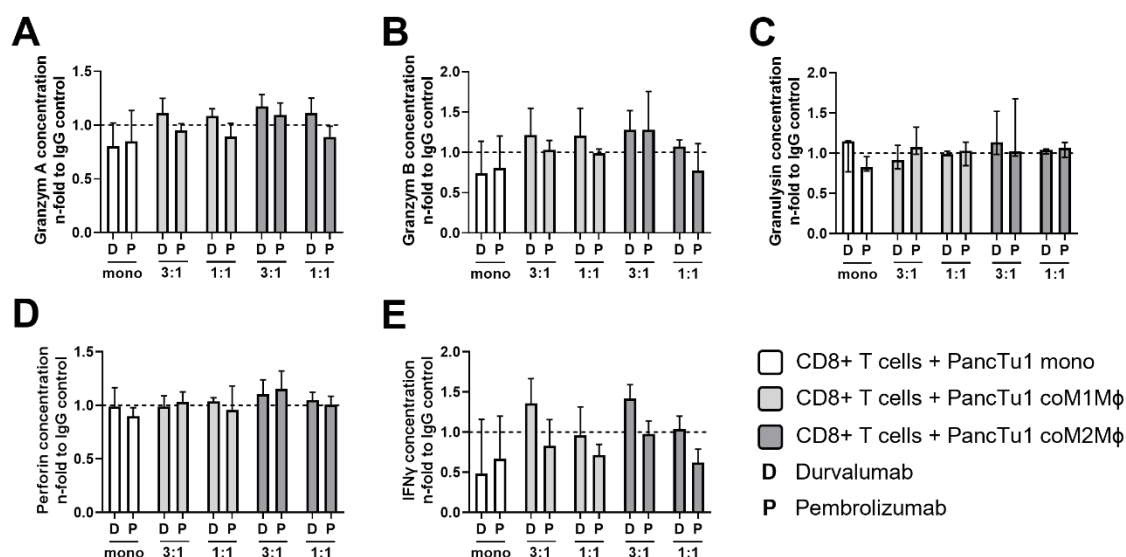 A
Granzym A concentration
n-fold to IgG control
1.5
1.0
0.5
0.0
D P D P D P D P D P
mono 3:1 1:1 3:1 1:1
B
Granzym B concentration
n-fold to IgG control
2.0
1.5
1.0
0.5
0.0
D P D P D P D P D P
mono 3:1 1:1 3:1 1:1
C
Granulysin concentration
n-fold to IgG control
2.0
1.5
1.0
0.5
0.0
D P D P D P D P D P
mono 3:1 1:1 3:1 1:1
D
Perforin concentration
n-fold to IgG control
1.5
1.0
0.5
0.0
D P D P D P D P D P
mono 3:1 1:1 3:1 1:1
E
IFNγ concentration
n-fold to IgG control
2.0
1.5
1.0
0.5
0.0
D P D P D P D P D P
mono 3:1 1:1 3:1 1:1
CD8+ T cells + PancTu1 mono
CD8+ T cells + PancTu1 coM1Mϕ
CD8+ T cells + PancTu1 coM2Mϕ
D Durvalumab
P Pembrolizumab